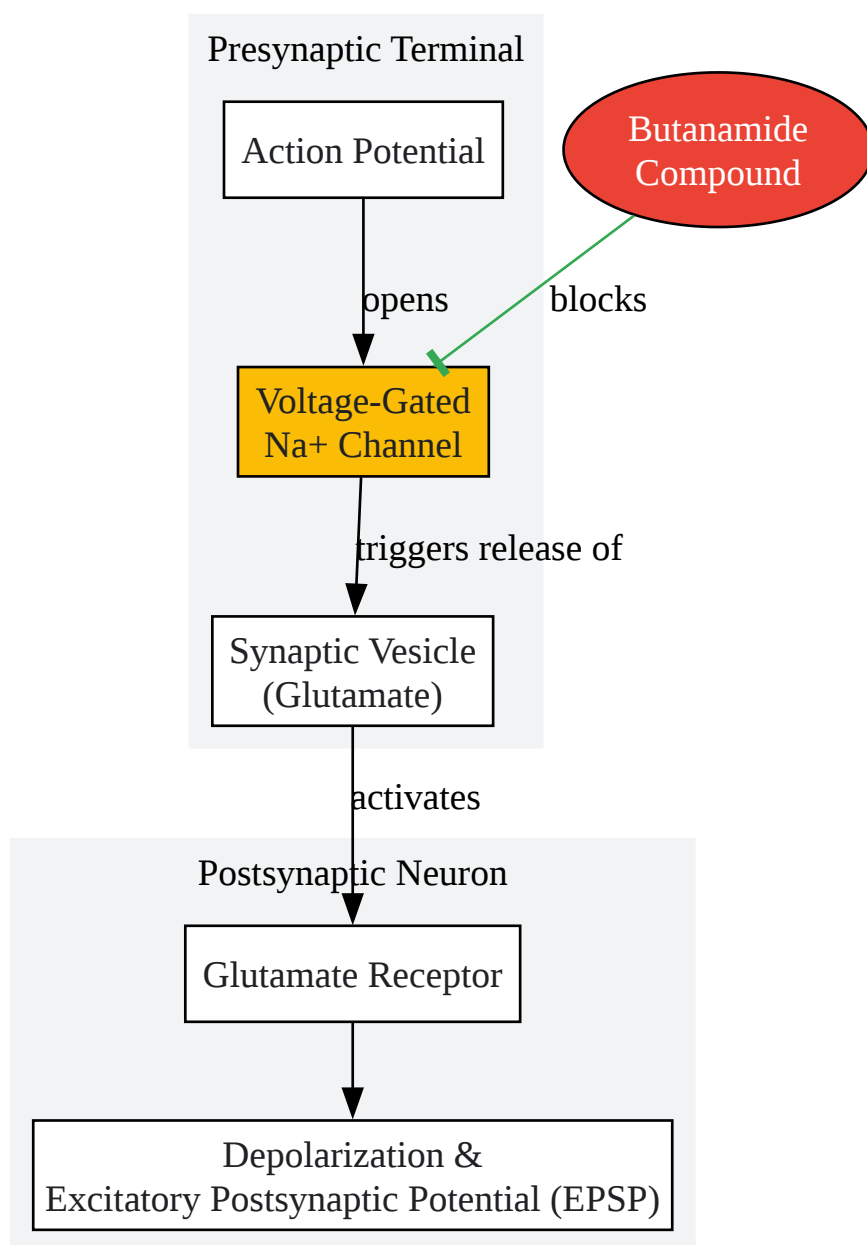 Presynaptic Terminal
Action Potential
Butanamide
Compound
opens
blocks
Voltage-Gated
Na+ Channel
triggers release of
Synaptic Vesicle
(Glutamate)
activates
Postsynaptic Neuron
Glutamate Receptor
Depolarization &
Excitatory Postsynaptic Potential (EPSP)